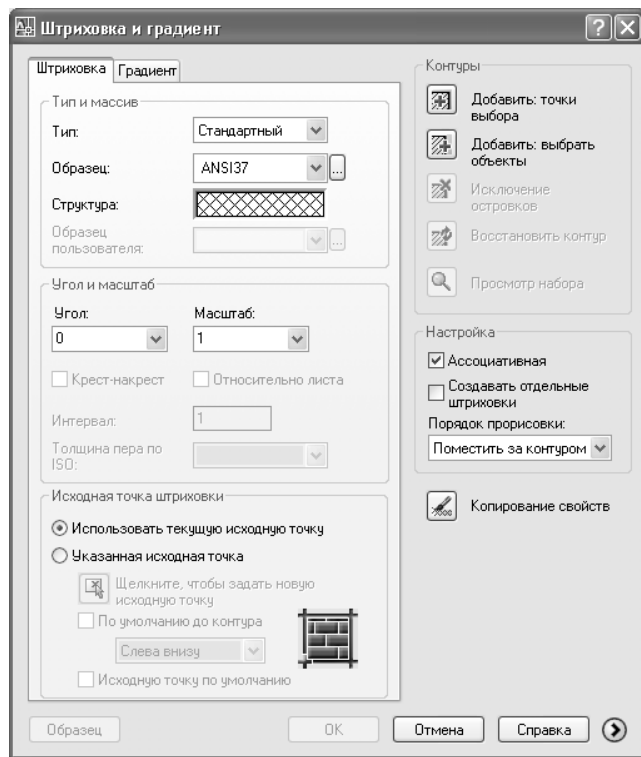 Штриховка и градиент
Штриховка
Градиент
Тип и массив
Тип:
Стандартный
Образец:
ANSI37
...
Структура:
Образец
пользователя:
...
Угол и масштаб
Угол:
Масштаб:
0
1
Крест-накрест
Относительно листа
Интервал:
1
Толщина пера по
ISO:
Исходная точка штриховки
Использовать текущую исходную точку
Указанная исходная точка
Щелкните, чтобы задать новую
исходную точку
По умолчанию до контура
Слева внизу
Исходную точку по умолчанию
Контуры
Добавить: точки
выбора
Добавить: выбрать
объекты
Исключение
островков
Восстановить контур
Просмотр набора
Настройка
Ассоциативная
Создавать отдельные
штриховки
Порядок прорисовки:
Поместить за контуром
Копирование свойств
Образец
OK
Отмена
Справка